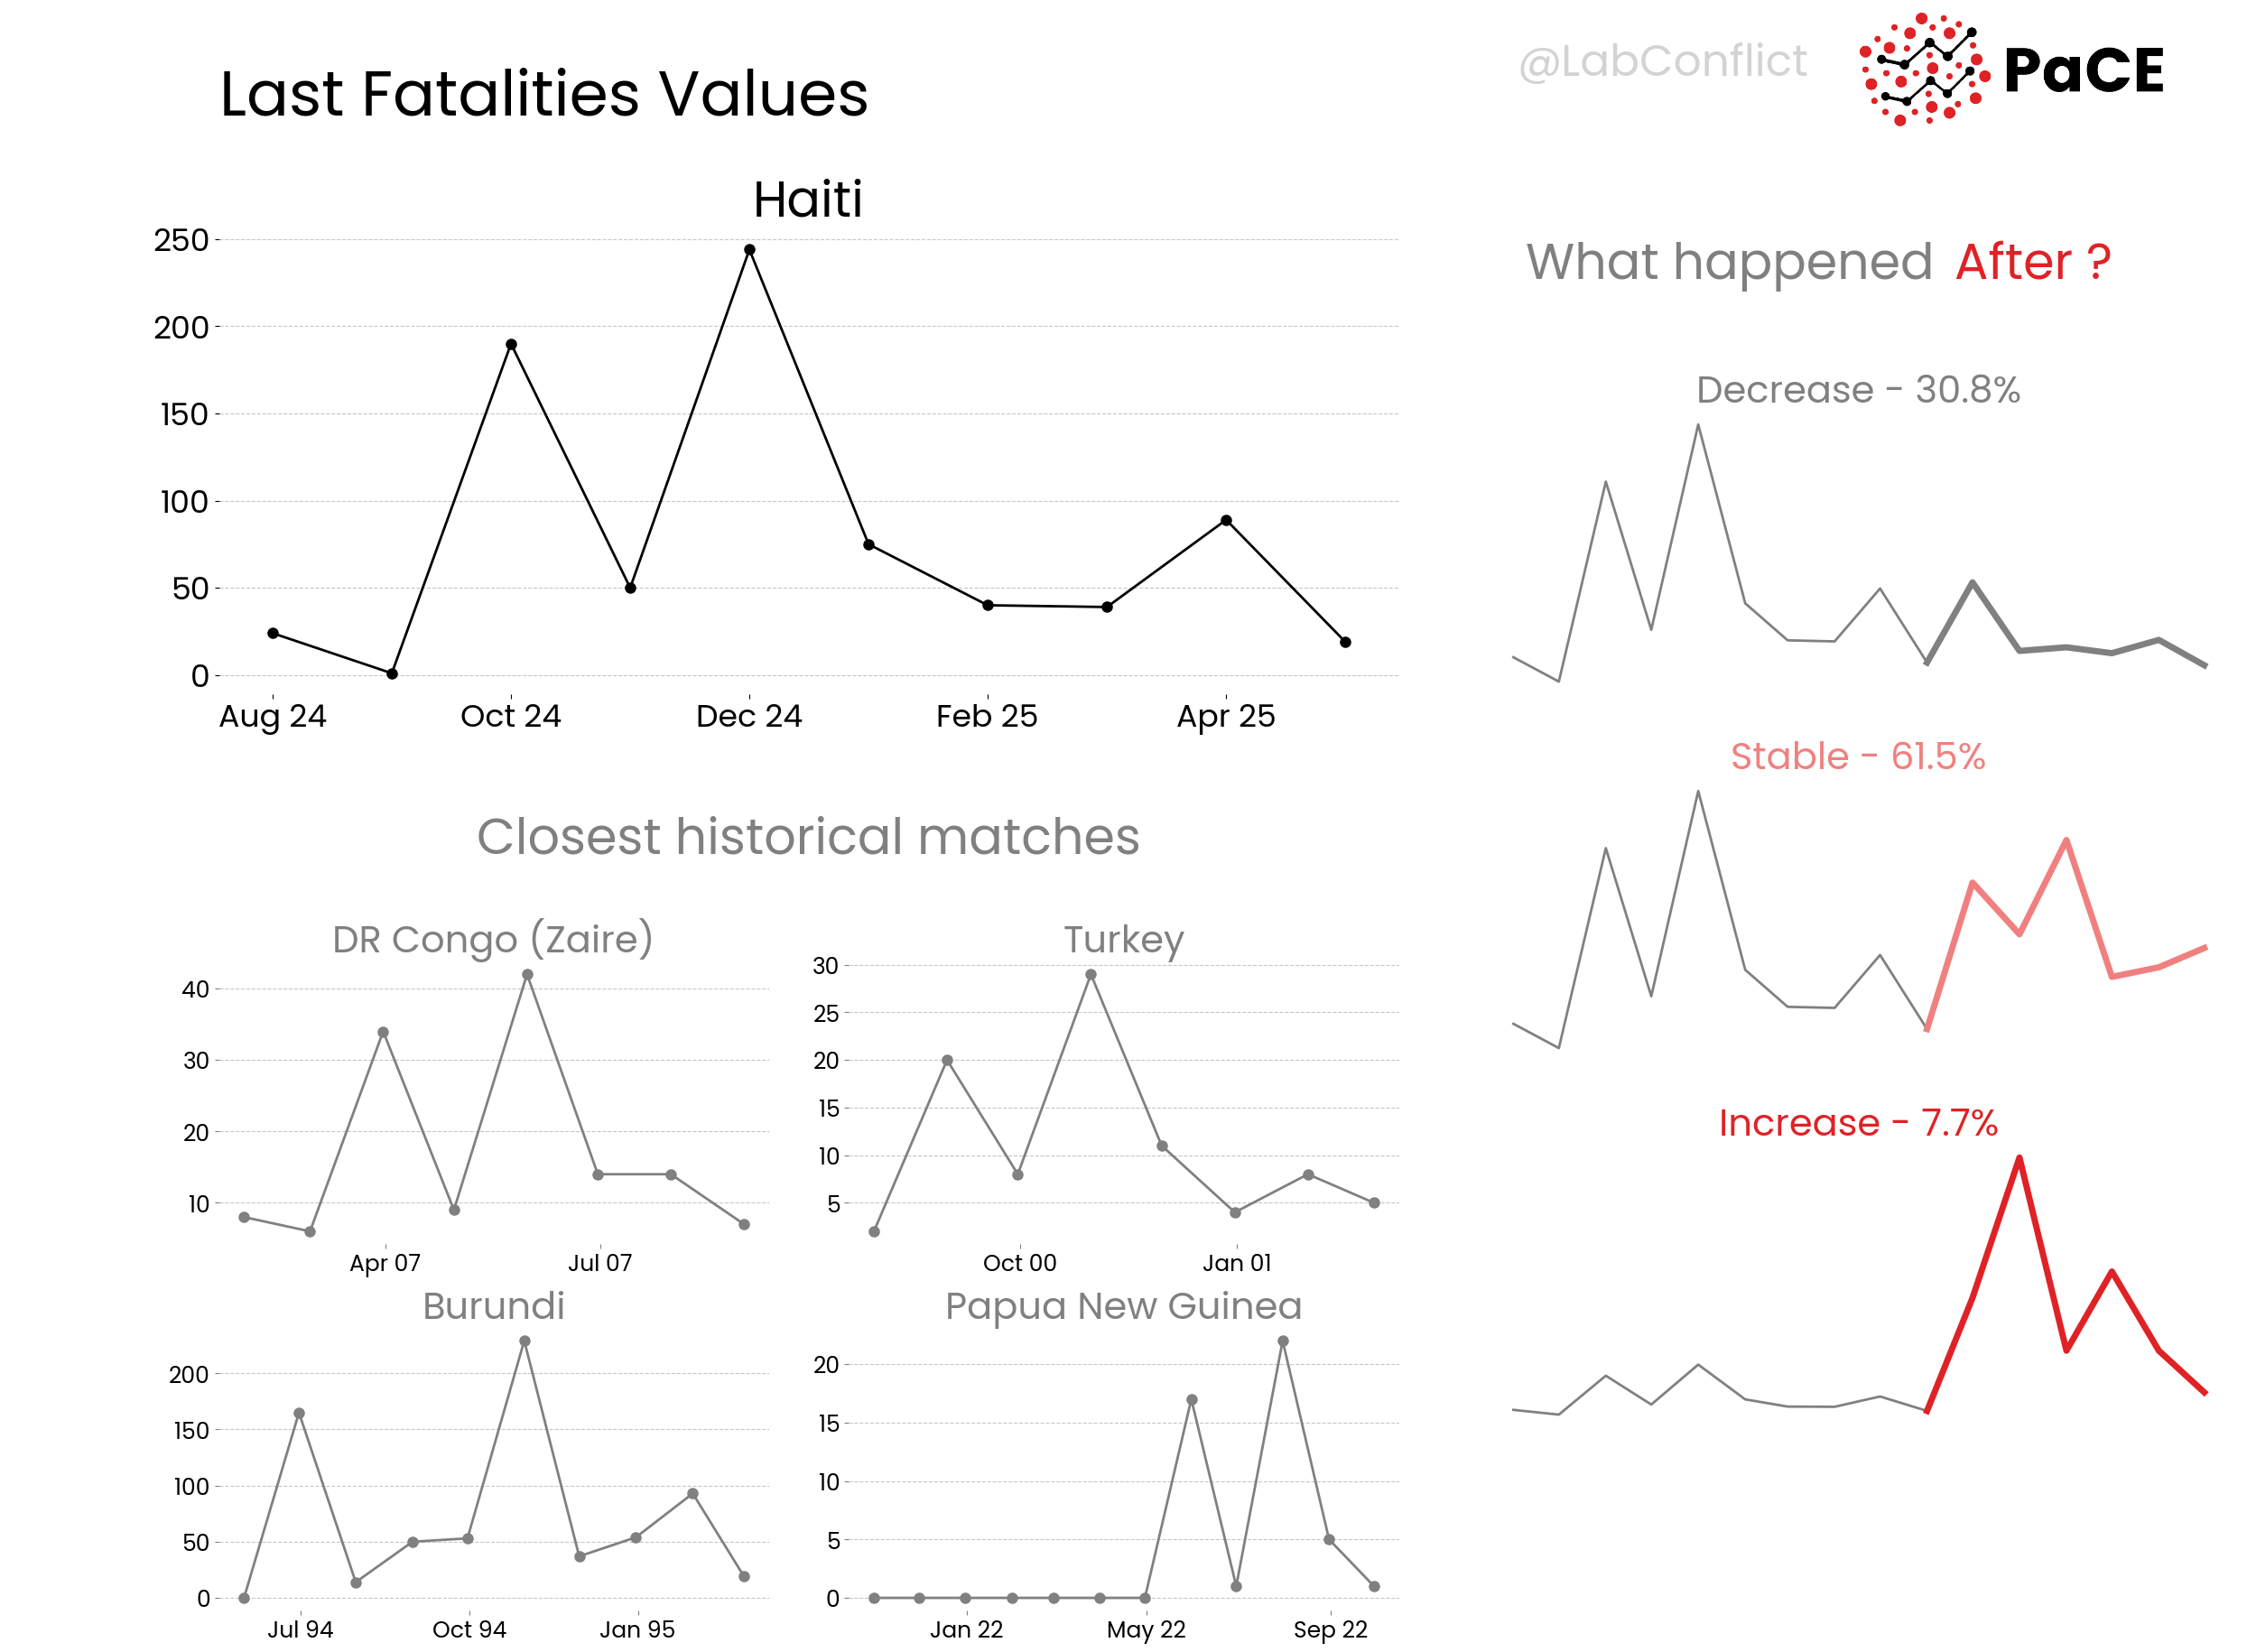 @LabConflict
PaCE
Last Fatalities Values
Haiti
250
200
150
100
50
0
Aug 24 Oct 24 Dec 24 Feb 25 Apr 25
Closest historical matches
DR Congo (Zaire)
40
30
20
10
Apr 07 Jul 07
Turkey
30
25
20
15
10
5
Oct 00 Jan 01
Burundi
200
150
100
50
0
Jul 94 Oct 94 Jan 95
Papua New Guinea
20
15
10
5
0
Jan 22 May 22 Sep 22
What happened After ?
Decrease - 30.8%
Stable - 61.5%
Increase - 7.7%